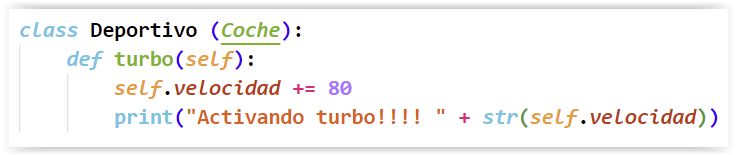 class Deportivo (Coche):
def turbo(self):
self.velocidad += 80
print("Activando turbo!!!! " + str(self.velocidad))